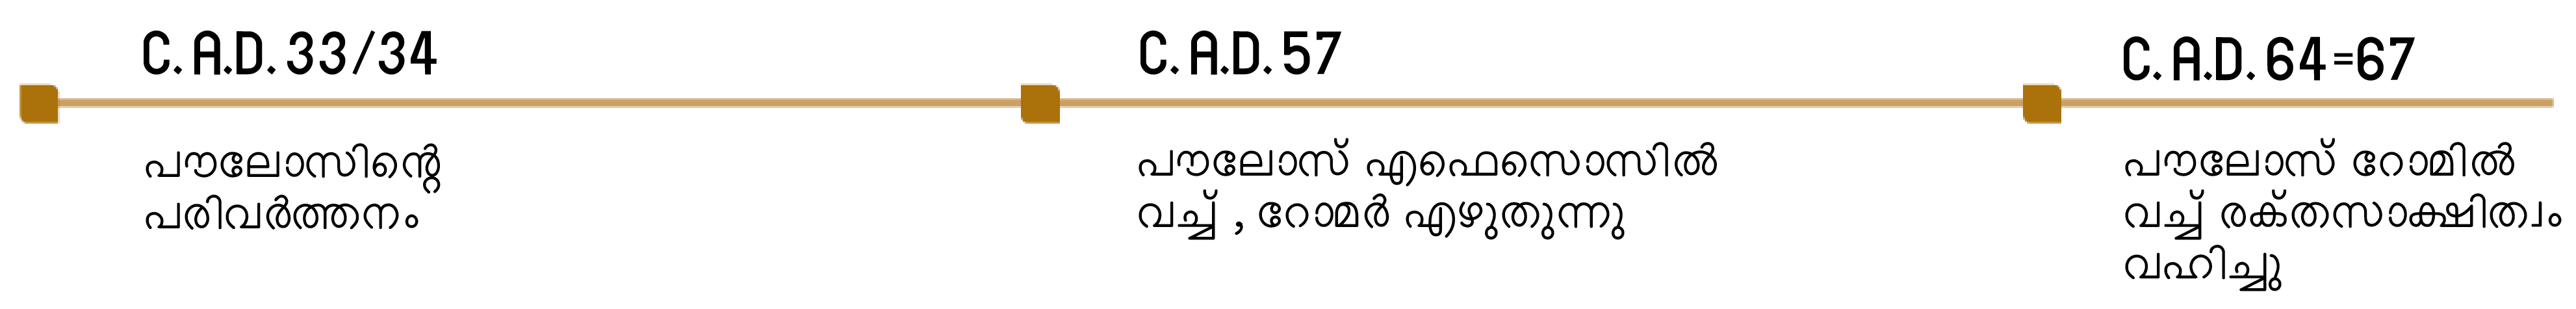 C. A.D. 33/34
പൗലോസിന്റെ
പരിവർത്തനം
C. A.D. 57
പൗലോസ് എഫെസൊസിൽ
വച്ച് , റോമർ എഴുതുന്നു
C. A.D. 64=67
പൗലോസ് റോമിൽ
വച്ച് രക്തസാക്ഷിത്വം
വഹിച്ചു